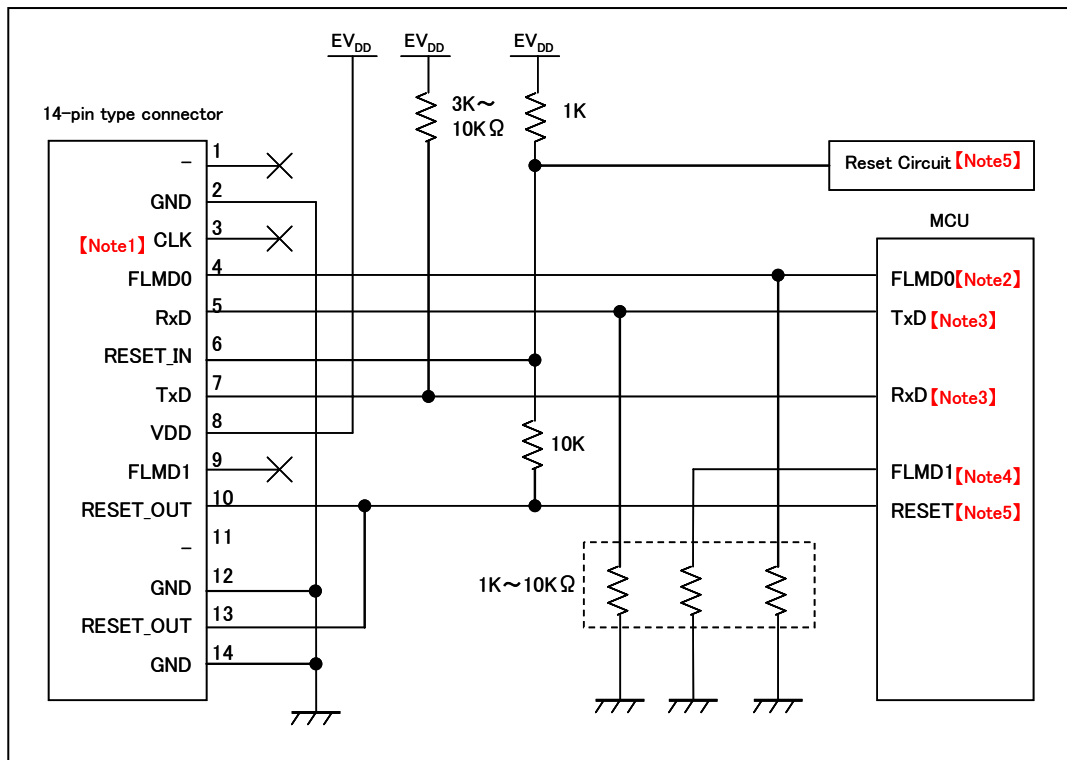 EVDD
EVDD
EVDD
14-pin type connector
3K～
10KΩ
1K
Reset Circuit【Note5】
MCU
－ 1
GND 2
【Note1】CLK 3
FLMD0 4
RxD 5
RESET_IN 6
TxD 7
VDD 8
FLMD1 9
RESET_OUT 10
－ 11
GND 12
RESET_OUT 13
GND 14
10K
1K～10KΩ
FLMD0【Note2】
TxD【Note3】
RxD【Note3】
FLMD1【Note4】
RESET【Note5】